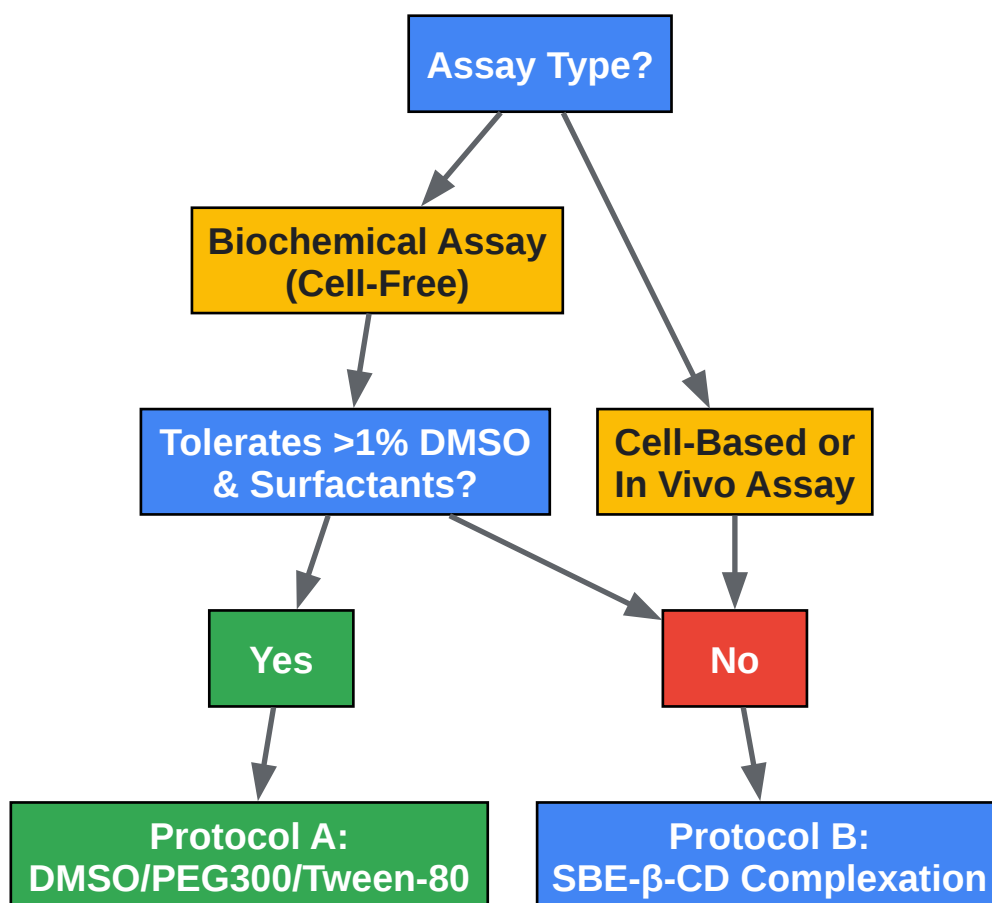 Assay Type?
Biochemical Assay
(Cell-Free)
Tolerates >1% DMSO
& Surfactants?
Cell-Based or
In Vivo Assay
Yes
No
Protocol A:
DMSO/PEG300/Tween-80
Protocol B:
SBE-β-CD Complexation